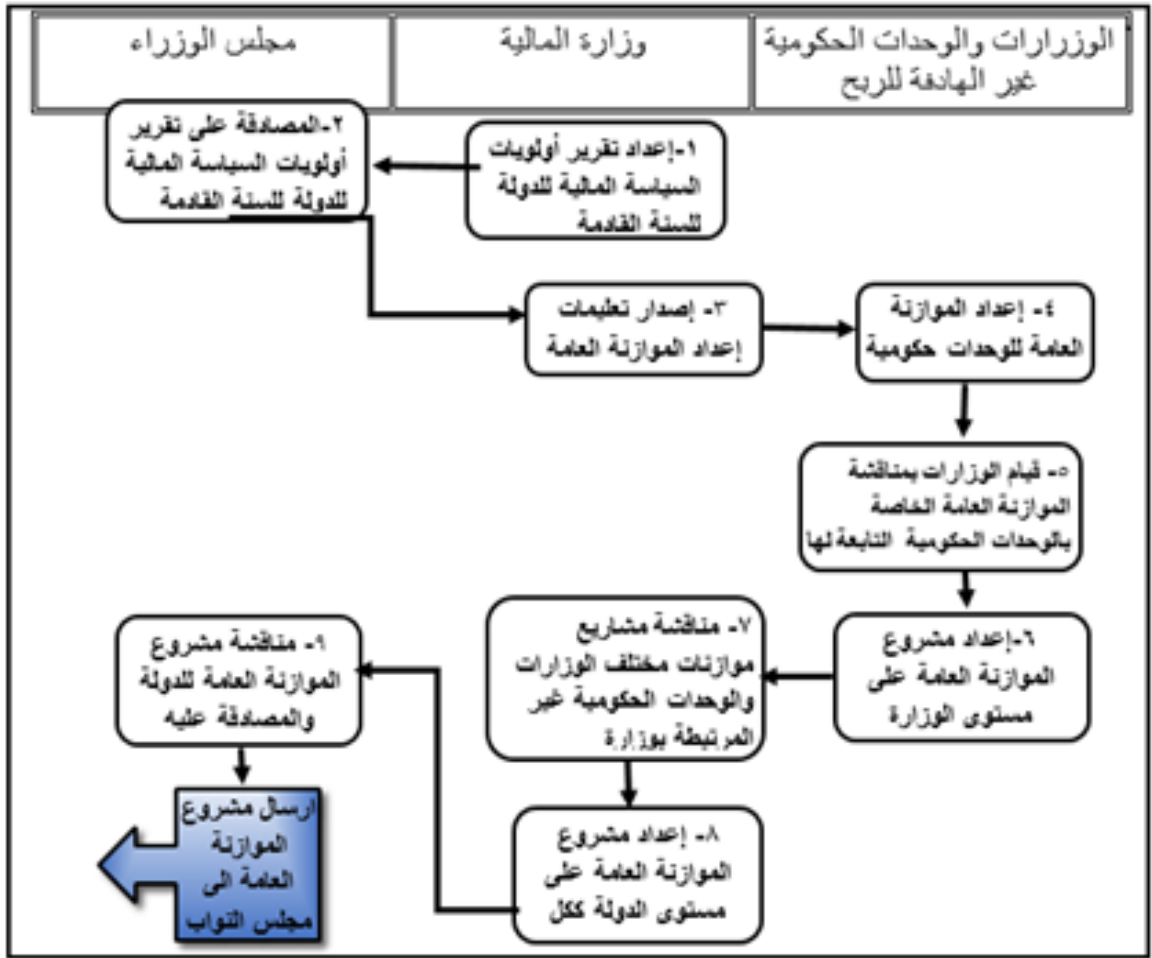 الوزرارات والوحدات الحكومية
غير الهادفة للربح
وزارة المالية
مجلس الوزراء
١-إعداد تقرير أولويات
السياسة المالية للدولة
للسنة القادمة
٢-المصادقة على تقرير
أولويات السياسة المالية
للدولة للسنة القادمة
٣- إصدار تعليمات
إعداد الموازنة العامة
٤- إعداد الموازنة
العامة للوحدات حكومية
٥- قيام الوزارات بمناقشة
الموازنة العامة الخاصة
بالوحدات الحكومية التابعة لها
٦-إعداد مشروع
الموازنة العامة على
مستوى الوزارة
٧- مناقشة مشاريع
موازنات مختلف الوزارات
والوحدات الحكومية غير
المرتبطة بوزارة
٨- إعداد مشروع
الموازنة العامة على
مستوى الدولة ككل
٩- مناقشة مشروع
الموازنة العامة للدولة
والمصادقة عليه
ارسال مشروع
الموازنة
العامة الى
مجلس النواب